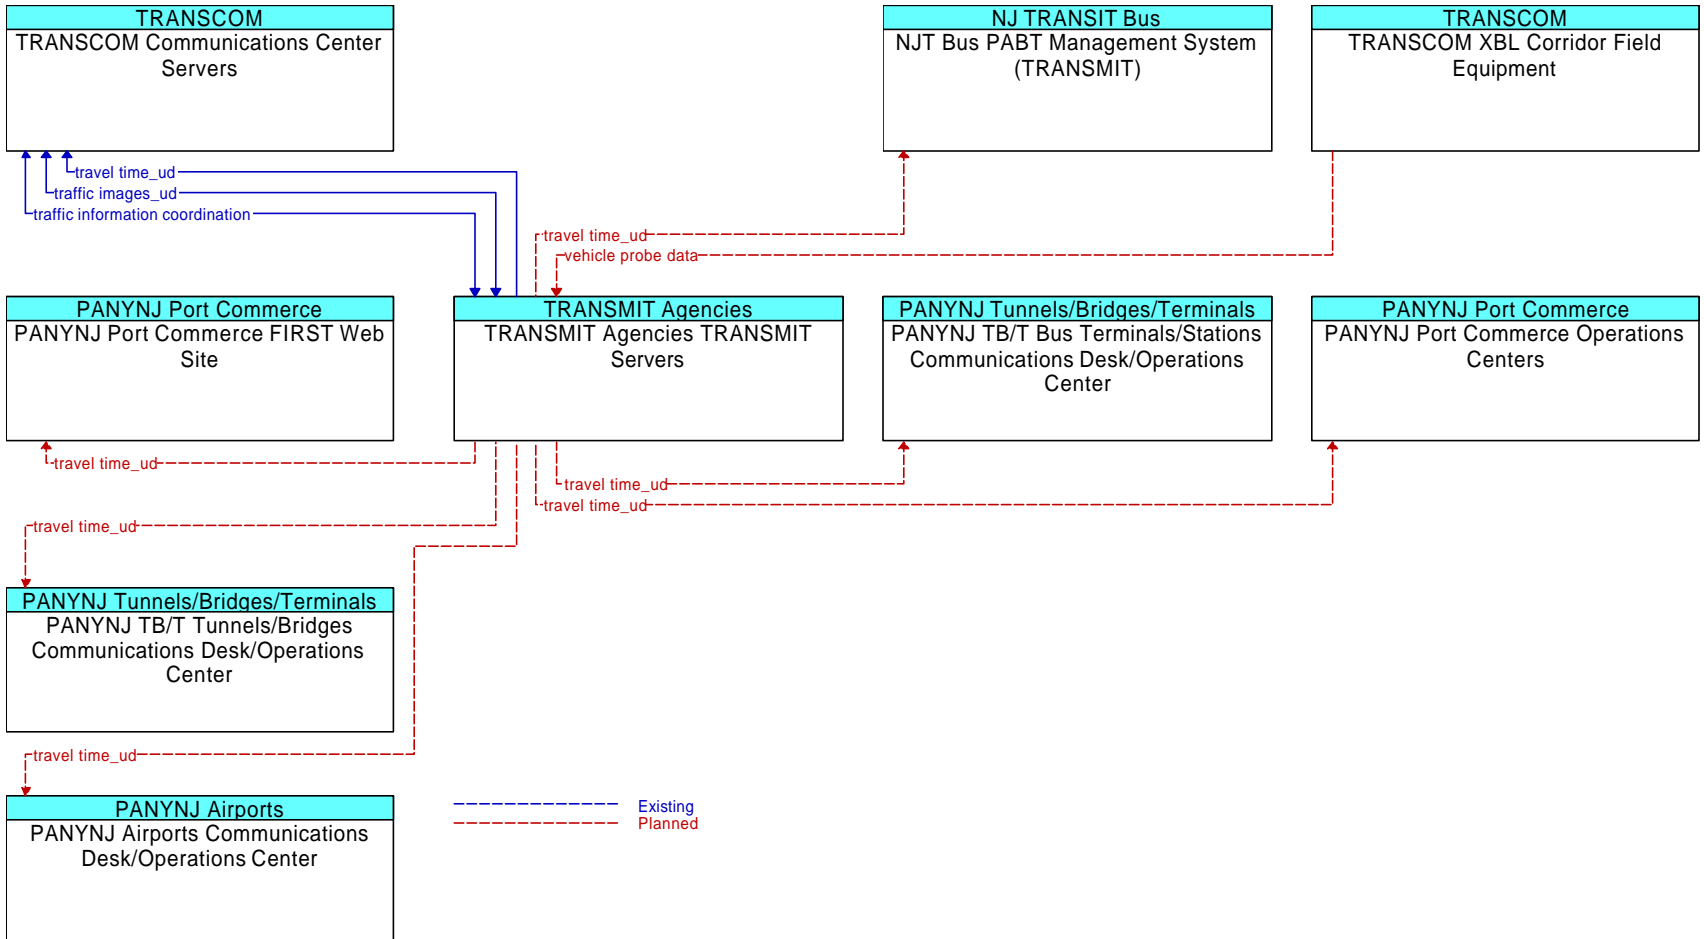 TRANSCOM
TRANSCOM Communications Center
Servers
NJ TRANSIT Bus
NJT Bus PABT Management System
(TRANSMIT)
TRANSCOM
TRANSCOM XBL Corridor Field
Equipment
travel time_ud
traffic images_ud
traffic information coordination
travel time_ud
vehicle probe data
PANYNJ Port Commerce
PANYNJ Port Commerce FIRST Web
Site
TRANSMIT Agencies
TRANSMIT Agencies TRANSMIT
Servers
PANYNJ Tunnels/Bridges/Terminals
PANYNJ TB/T Bus Terminals/Stations
Communications Desk/Operations
Center
PANYNJ Port Commerce
PANYNJ Port Commerce Operations
Centers
travel time_ud
travel time_ud
travel time_ud
travel time_ud
PANYNJ Tunnels/Bridges/Terminals
PANYNJ TB/T Tunnels/Bridges
Communications Desk/Operations
Center
travel time_ud
PANYNJ Airports
PANYNJ Airports Communications
Desk/Operations Center
Existing
Planned